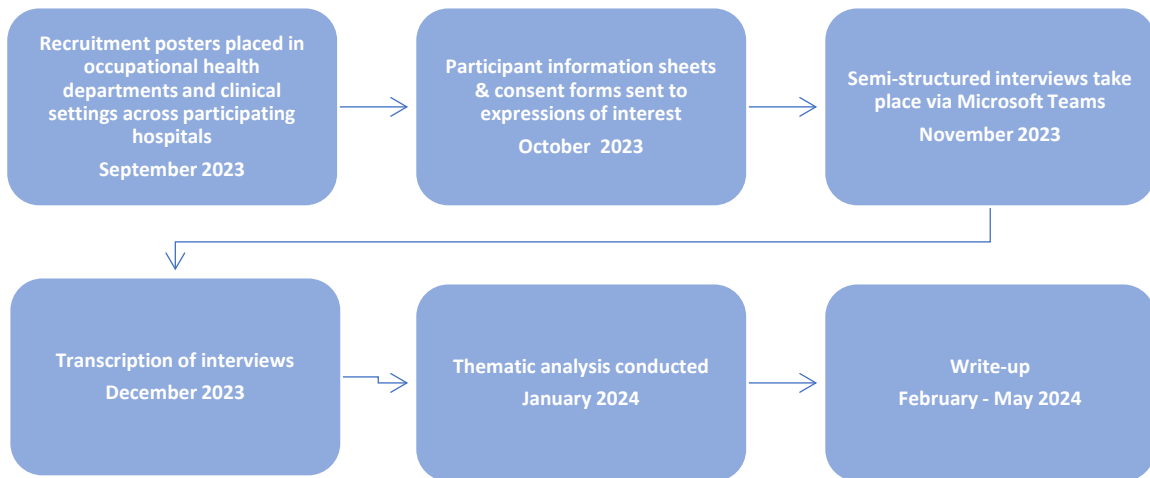 Recruitment posters placed in
occupational health
departments and clinical
settings across participating
hospitals
September 2023
Participant information sheets
& consent forms sent to
expressions of interest
October  2023
Semi-structured interviews take
place via Microsoft Teams
November 2023
Transcription of interviews
December 2023
Thematic analysis conducted
January 2024
Write-up
February - May 2024